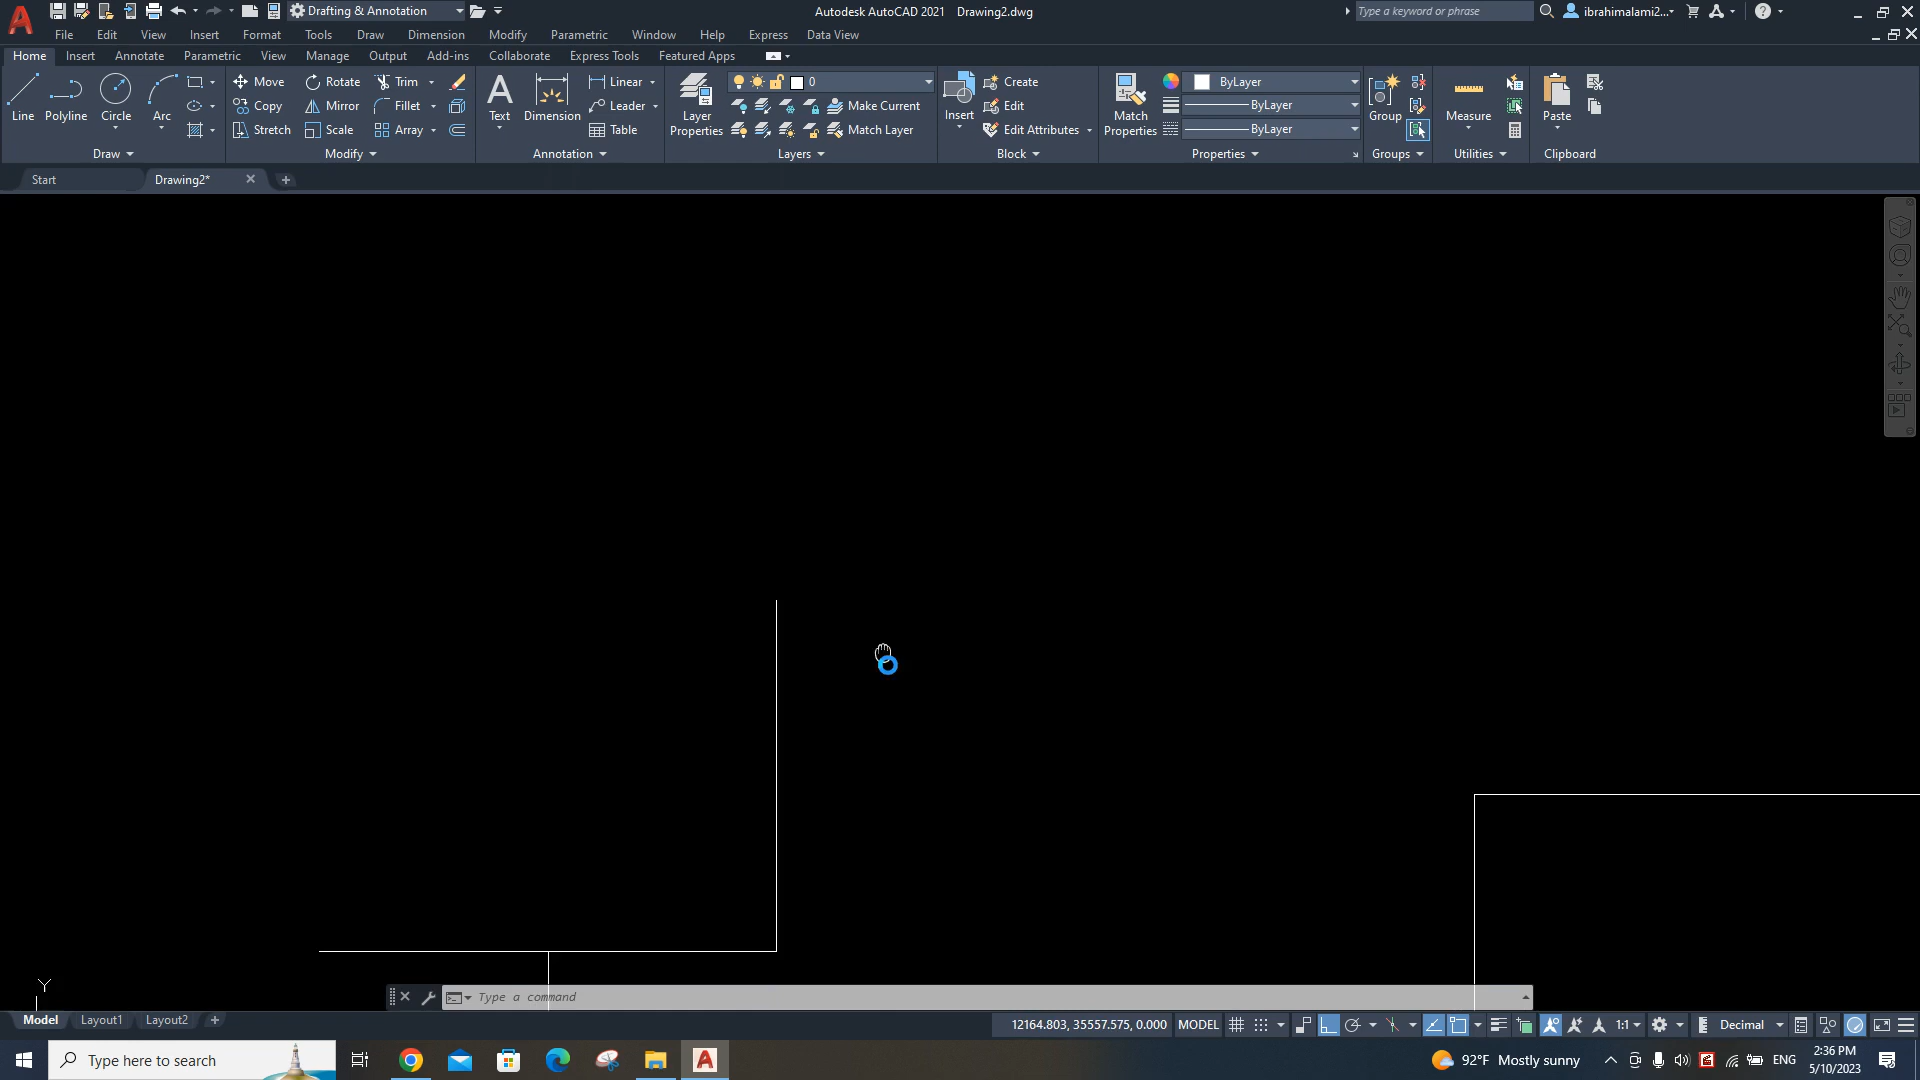 Drafting & Annotation
Autodesk AutoCAD 2021 Drawing2.dwg
Type a keyword or phrase
ibrahimalami2...
File Edit View Insert Format Tools Draw Dimension Modify Parametric Window Help Express Data View
Home Insert Annotate Parametric View Manage Output Add-ins Collaborate Express Tools Featured Apps
Line
Polyline
Circle
Arc
Draw
Move
Rotate
Trim
Copy
Mirror
Fillet
Stretch
Scale
Array
Modify
Text
Dimension
Linear
Leader
Table
Annotation
Layer
Properties
0
Make Current
Match Layer
Layers
Insert
Create
Edit
Edit Attributes
Block
Match
Properties
ByLayer
ByLayer
ByLayer
Properties
Group
Groups
Measure
Utilities
Paste
Clipboard
Start
Drawing2*
Y
Type a command
Model Layout1 Layout2
12164.803, 35557.575, 0.000 MODEL 1:1 Decimal
Type here to search
92°F Mostly sunny
ENG
2:36 PM
5/10/2023